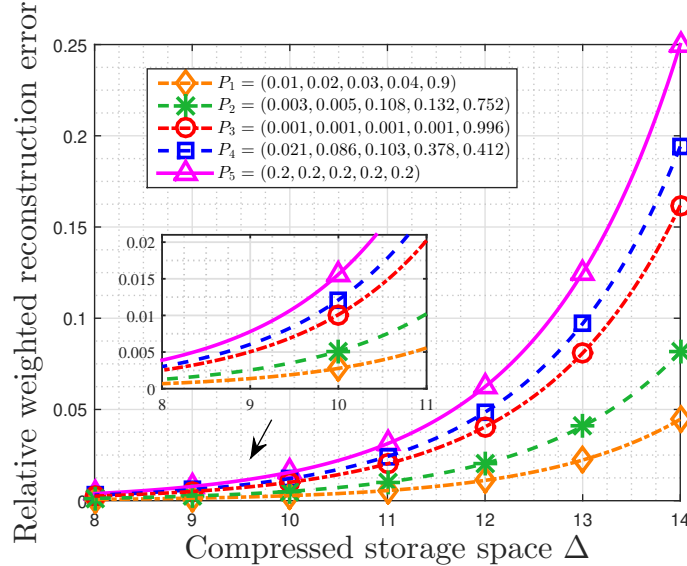 Relative weighted reconstruction error
0.25
0.2
0.15
0.1
0.05
0
P₁ = (0.01, 0.02, 0.03, 0.04, 0.9)
P₂ = (0.003, 0.005, 0.108, 0.132, 0.752)
P₃ = (0.001, 0.001, 0.001, 0.001, 0.996)
P₄ = (0.021, 0.086, 0.103, 0.378, 0.412)
P₅ = (0.2, 0.2, 0.2, 0.2, 0.2)
0.02
0.015
0.01
0.005
0
8 9 10 11
8 9 10 11 12 13 14
Compressed storage space Δ